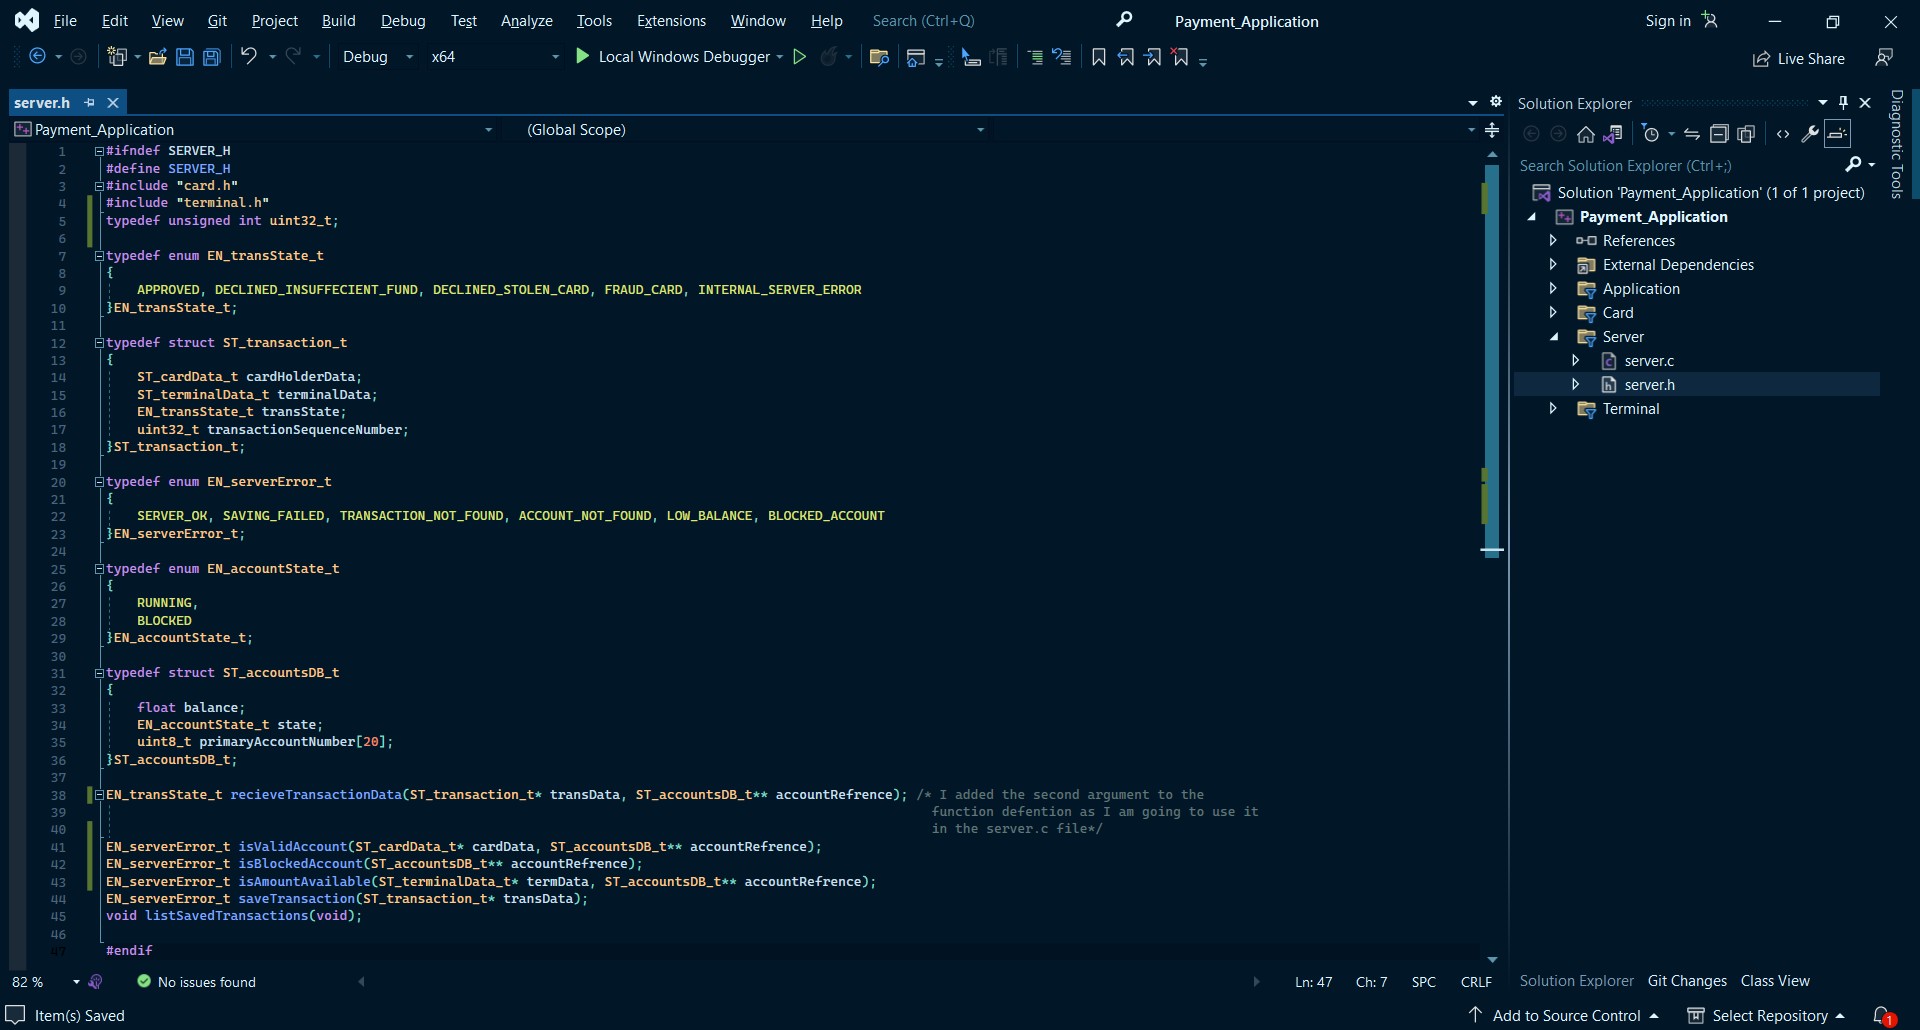 File Edit View Git Project Build Debug Test Analyze Tools Extensions Window Help Search (Ctrl+Q) Payment_Application Sign in
Debug x64 Local Windows Debugger Live Share
server.h
Payment_Application (Global Scope)
1 #ifndef SERVER_H
2 #define SERVER_H
3 #include "card.h"
4 #include "terminal.h"
5 typedef unsigned int uint32_t;
6
7 typedef enum EN_transState_t
8 {
9 APPROVED, DECLINED_INSUFFECIENT_FUND, DECLINED_STOLEN_CARD, FRAUD_CARD, INTERNAL_SERVER_ERROR
10 }EN_transState_t;
11
12 typedef struct ST_transaction_t
13 {
14 ST_cardData_t cardHolderData;
15 ST_terminalData_t terminalData;
16 EN_transState_t transState;
17 uint32_t transactionSequenceNumber;
18 }ST_transaction_t;
19
20 typedef enum EN_serverError_t
21 {
22 SERVER_OK, SAVING_FAILED, TRANSACTION_NOT_FOUND, ACCOUNT_NOT_FOUND, LOW_BALANCE, BLOCKED_ACCOUNT
23 }EN_serverError_t;
24
25 typedef enum EN_accountState_t
26 {
27 RUNNING,
28 BLOCKED
29 }EN_accountState_t;
30
31 typedef struct ST_accountsDB_t
32 {
33 float balance;
34 EN_accountState_t state;
35 uint8_t primaryAccountNumber[20];
36 }ST_accountsDB_t;
37
38 EN_transState_t recieveTransactionData(ST_transaction_t* transData, ST_accountsDB_t** accountRefrence); /* I added the second argument to the
39 function defention as I am going to use it
40 in the server.c file*/
41 EN_serverError_t isValidAccount(ST_cardData_t* cardData, ST_accountsDB_t** accountRefrence);
42 EN_serverError_t isBlockedAccount(ST_accountsDB_t** accountRefrence);
43 EN_serverError_t isAmountAvailable(ST_terminalData_t* termData, ST_accountsDB_t** accountRefrence);
44 EN_serverError_t saveTransaction(ST_transaction_t* transData);
45 void listSavedTransactions(void);
46
47 #endif
82 % No issues found Ln: 47 Ch: 7 SPC CRLF
Solution Explorer
Search Solution Explorer (Ctrl+;)
Solution 'Payment_Application' (1 of 1 project)
Payment_Application
References
External Dependencies
Application
Card
Server
server.c
server.h
Terminal
Solution Explorer Git Changes Class View
Diagnostic Tools
Item(s) Saved Add to Source Control Select Repository 1